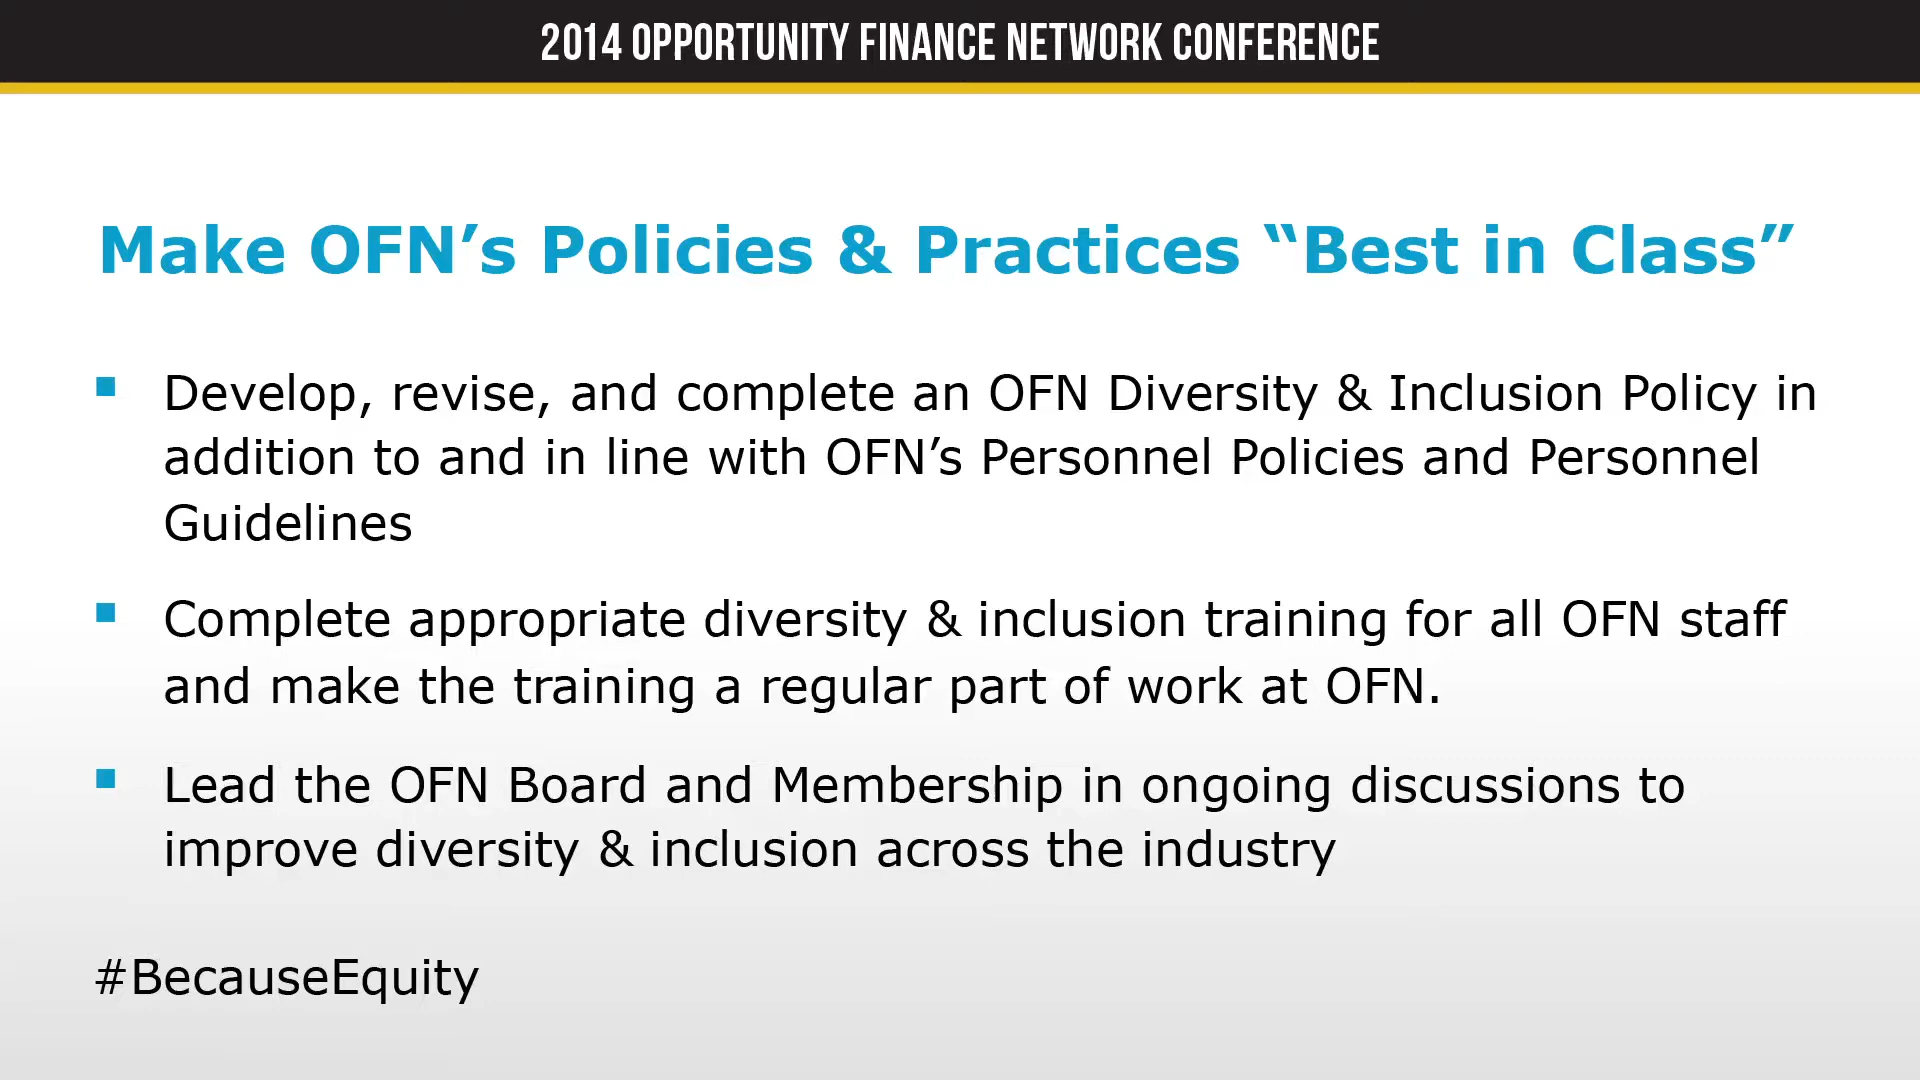 2014 OPPORTUNITY FINANCE NETWORK CONFERENCE
Make OFN’s Policies & Practices “Best in Class”
Develop, revise, and complete an OFN Diversity & Inclusion Policy in
addition to and in line with OFN’s Personnel Policies and Personnel
Guidelines
Complete appropriate diversity & inclusion training for all OFN staff
and make the training a regular part of work at OFN.
Lead the OFN Board and Membership in ongoing discussions to
improve diversity & inclusion across the industry
#BecauseEquity